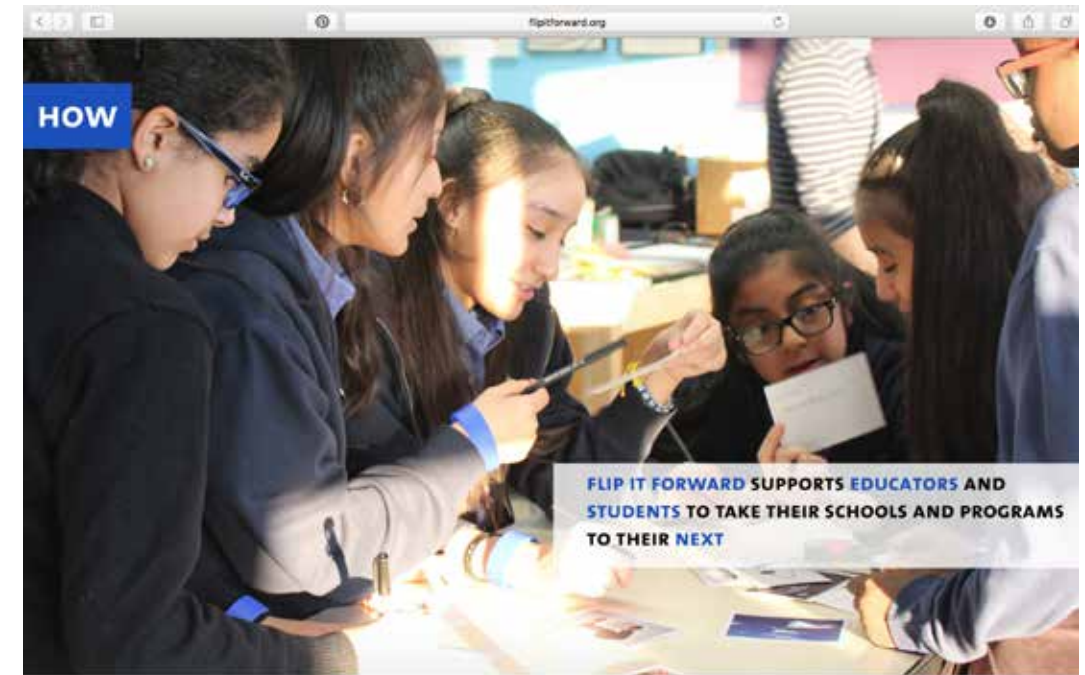 flipitforward.org
HOW
FLIP IT FORWARD SUPPORTS EDUCATORS AND
STUDENTS TO TAKE THEIR SCHOOLS AND PROGRAMS
TO THEIR NEXT